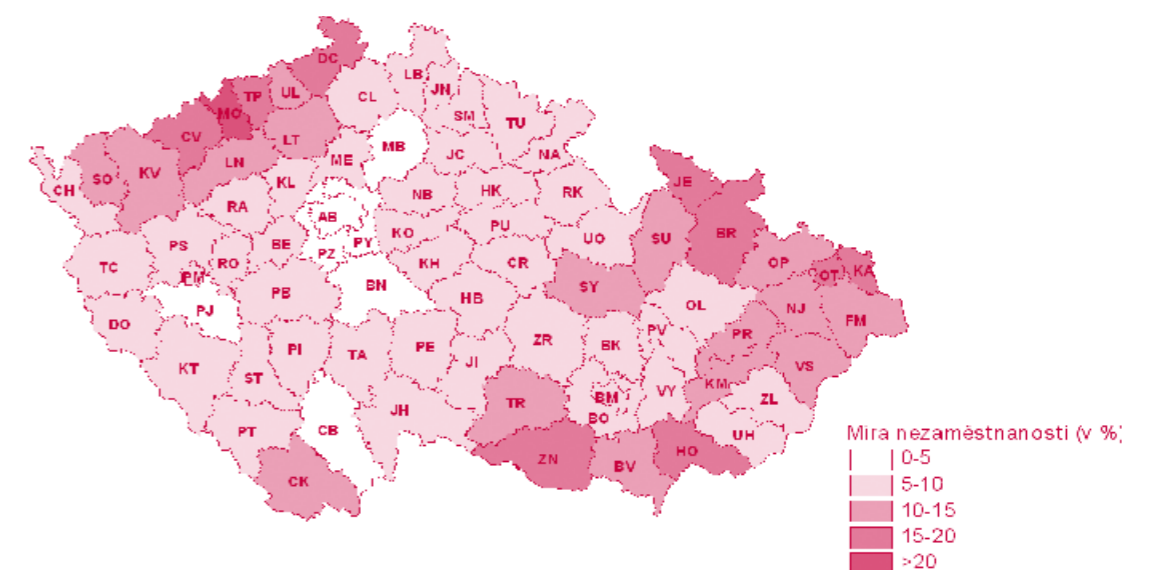 DC
LB
TP
UL
CL
JN
MO
SM
TU
CV
LT
MB
LN
ME
JC
NA
KV
SO
CH
KL
JE
NB
HK
RK
RA
AB
KO
PU
BR
PS
BE
PY
UO
SU
RO
PZ
KH
CR
OP
TC
PM
OT
KA
BN
SY
PB
HB
OL
PJ
NJ
DO
FM
PV
PR
ZR
BK
PI
TA
PE
JI
KT
VS
ST
KM
VY
BM
ZL
TR
JH
BO
PT
CB
UH
HO
ZN
BV
CK
Míra nezaměstnanosti (v %)
0-5
5-10
10-15
15-20
>20